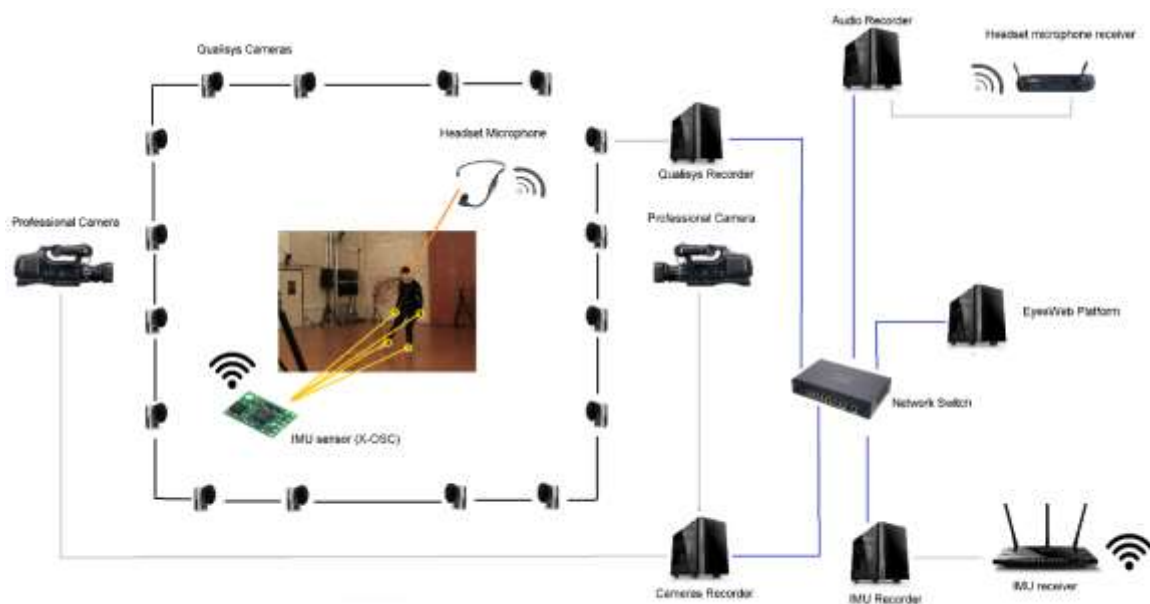 Audio Recorder
Headset microphone receiver
Qualisys Cameras
Headset Microphone
Qualisys Recorder
Professional Camera
Professional Camera
EyesWeb Platform
Network Switch
IMU sensor (X-OSC)
Cameras Recorder
IMU Recorder
IMU receiver